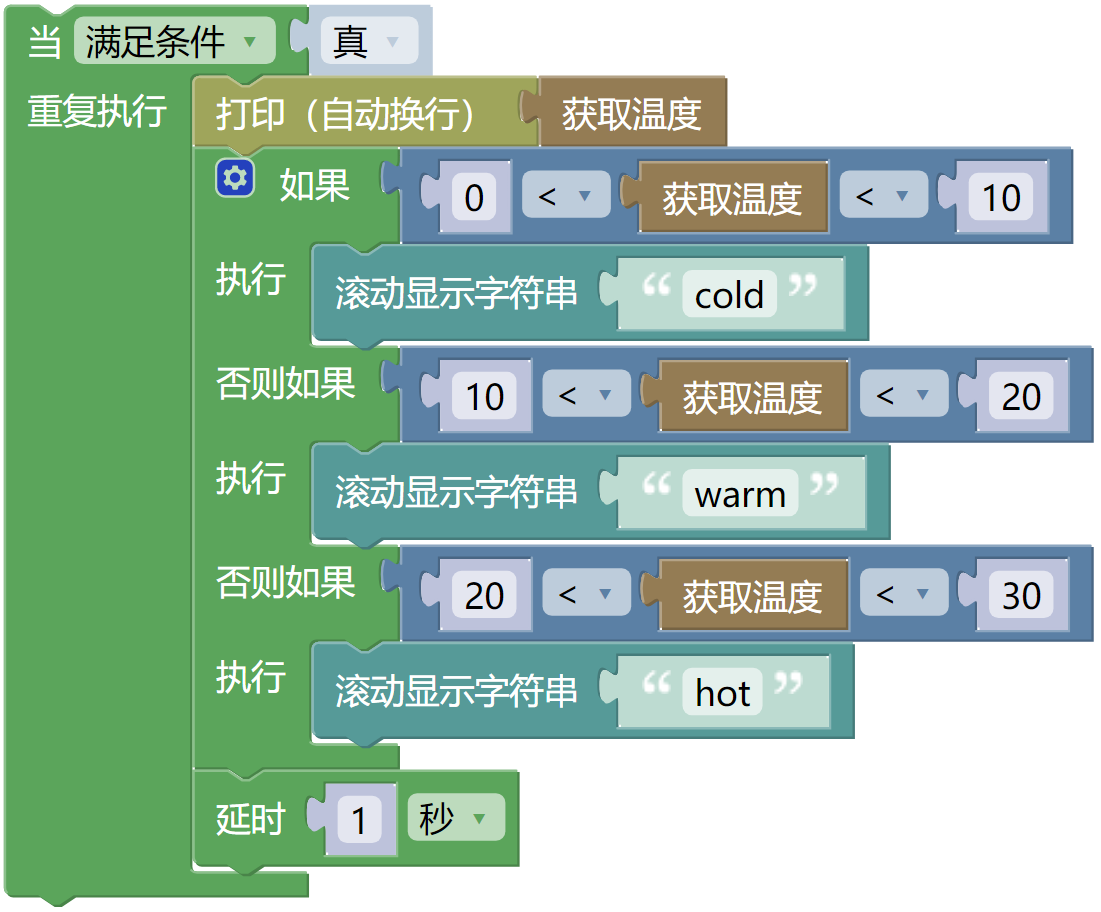 当 满足条件 真
重复执行 打印（自动换行） 获取温度
如果 0 < 获取温度 < 10
执行 滚动显示字符串 “ cold ”
否则如果 10 < 获取温度 < 20
执行 滚动显示字符串 “ warm ”
否则如果 20 < 获取温度 < 30
执行 滚动显示字符串 “ hot ”
延时 1 秒